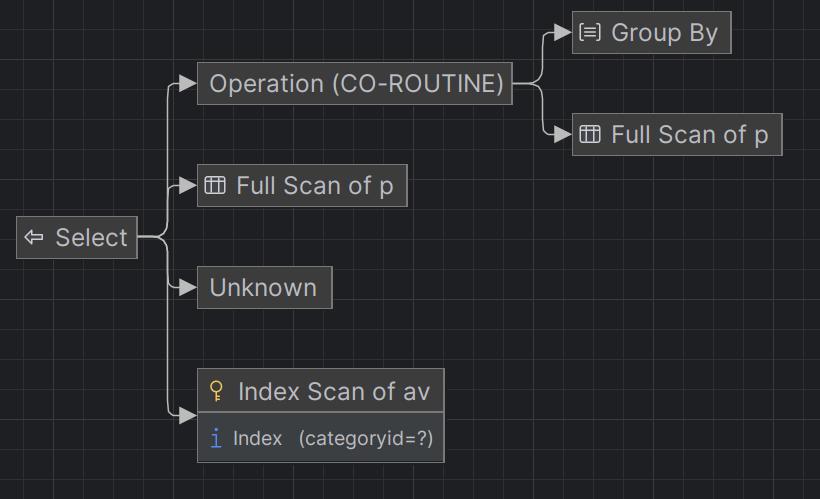 Group By
Operation (CO-ROUTINE)
Full Scan of p
Full Scan of p
Select
Unknown
Index Scan of av
Index (categoryid=?)